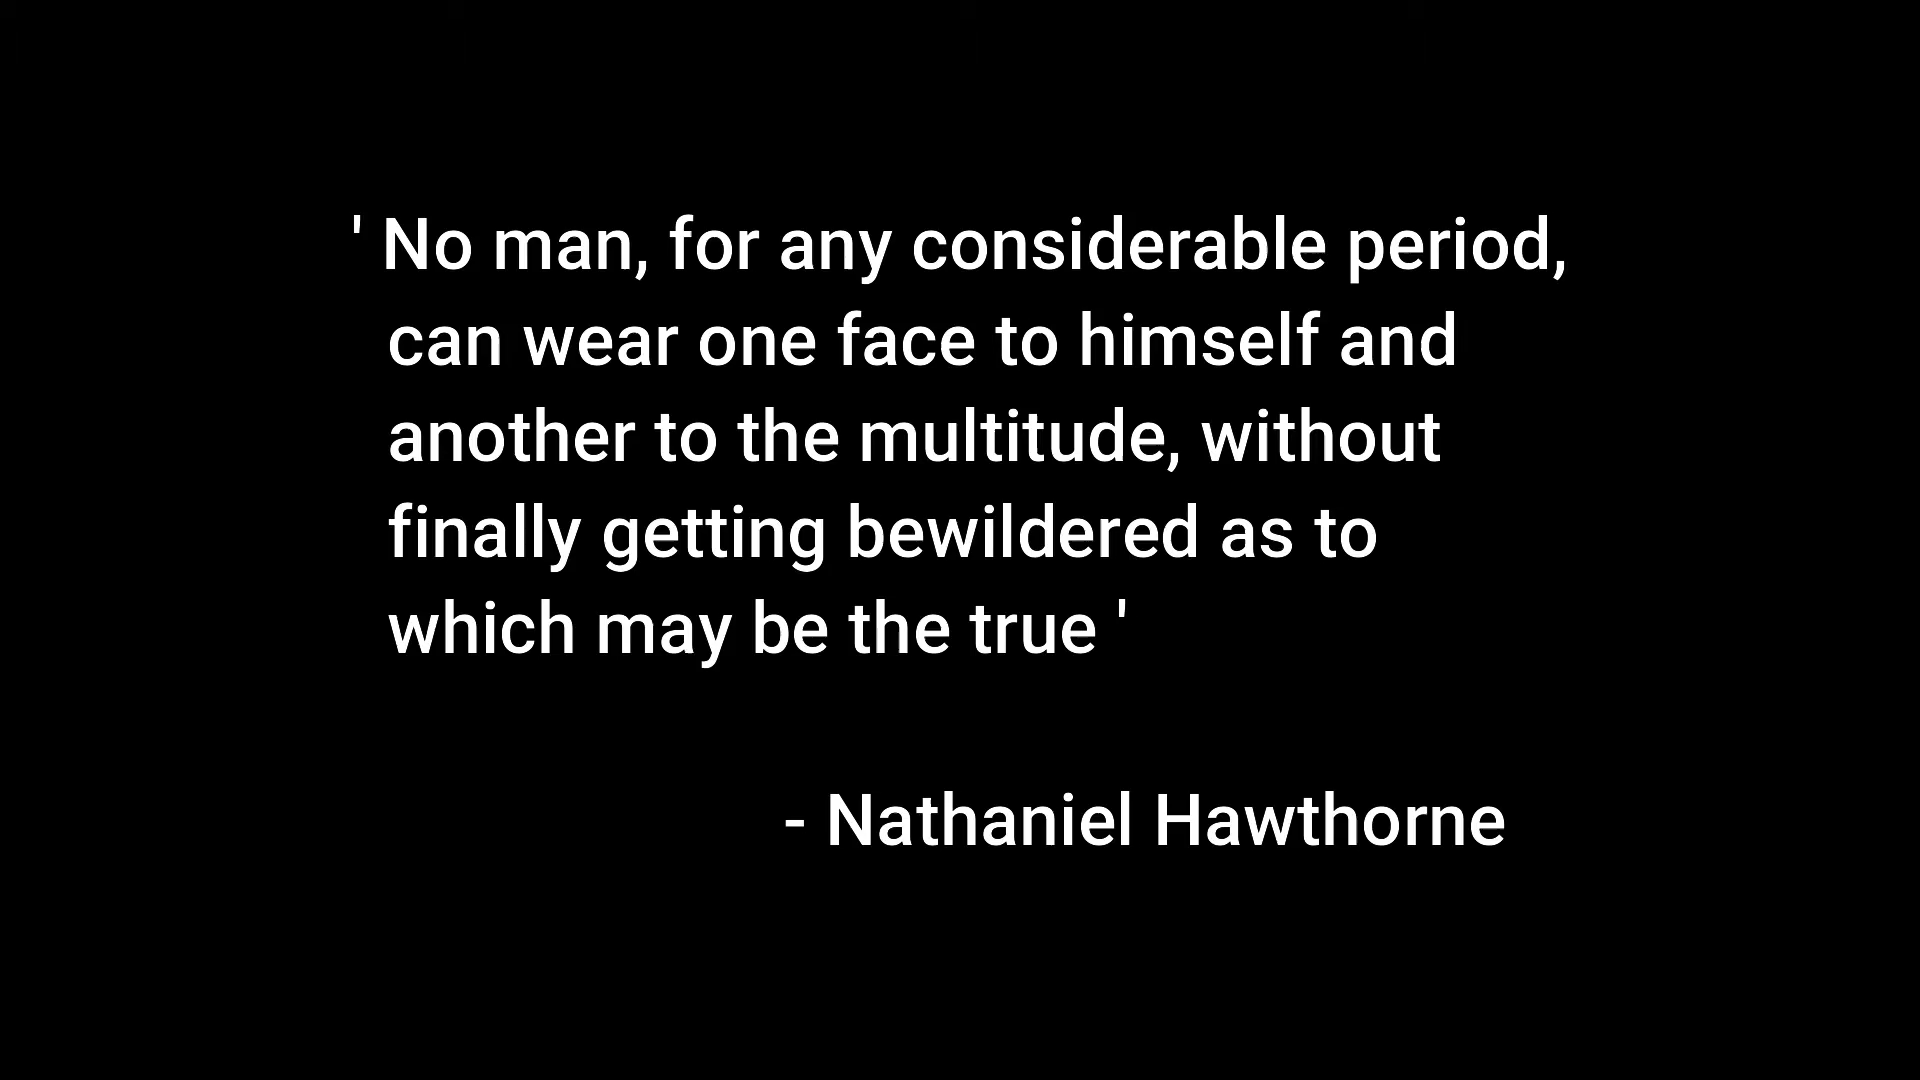 ' No man, for any considerable period,
can wear one face to himself and
another to the multitude, without
finally getting bewildered as to
which may be the true '
- Nathaniel Hawthorne